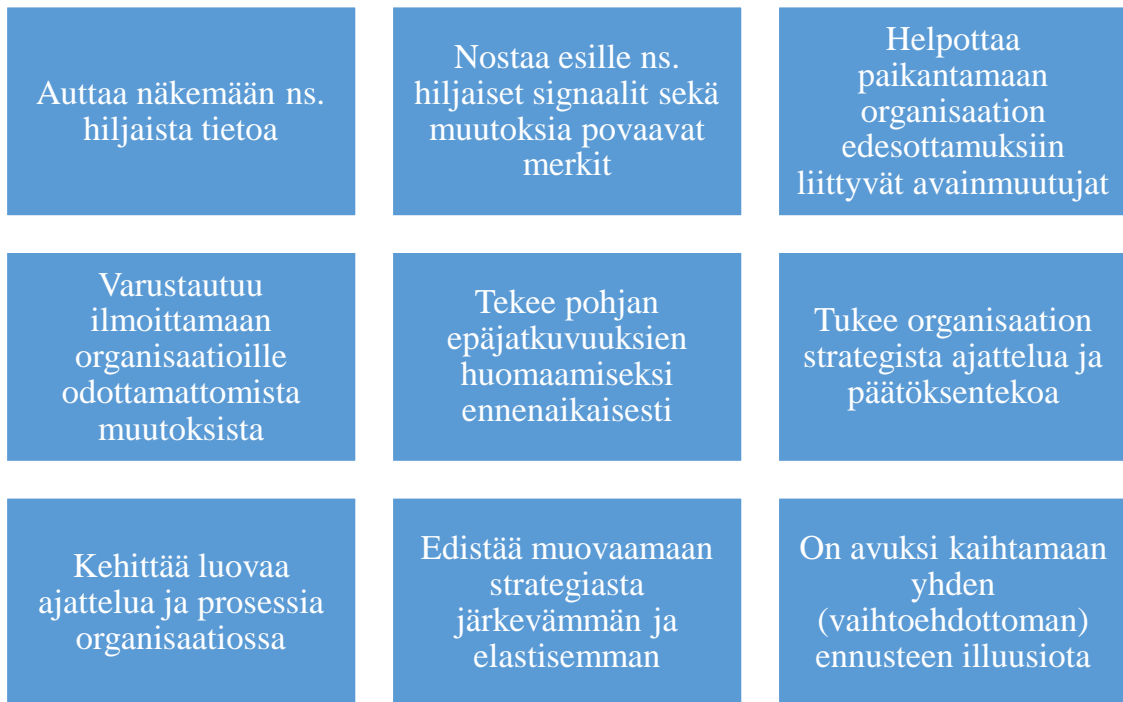 Auttaa näkemään ns.
hiljaista tietoa
Nostaa esille ns.
hiljaiset signaalit sekä
muutoksia povaavat
merkit
Helpottaa
paikantamaan
organisaation
edesottamuksiin
liittyvät avainmuutujat
Varustautuu
ilmoittamaan
organisaatioille
odottamattomista
muutoksista
Tekee pohjan
epäjatkuvuuksien
huomaamiseksi
ennenaikaisesti
Tukee organisaation
strategista ajattelua ja
päätöksentekoa
Kehittää luovaa
ajattelua ja prosessia
organisaatiossa
Edistää muovaamaan
strategiasta
järkevämmän ja
elastisemman
On avuksi kaihtamaan
yhden
(vaihtoehdottoman)
ennusteen illuusiota